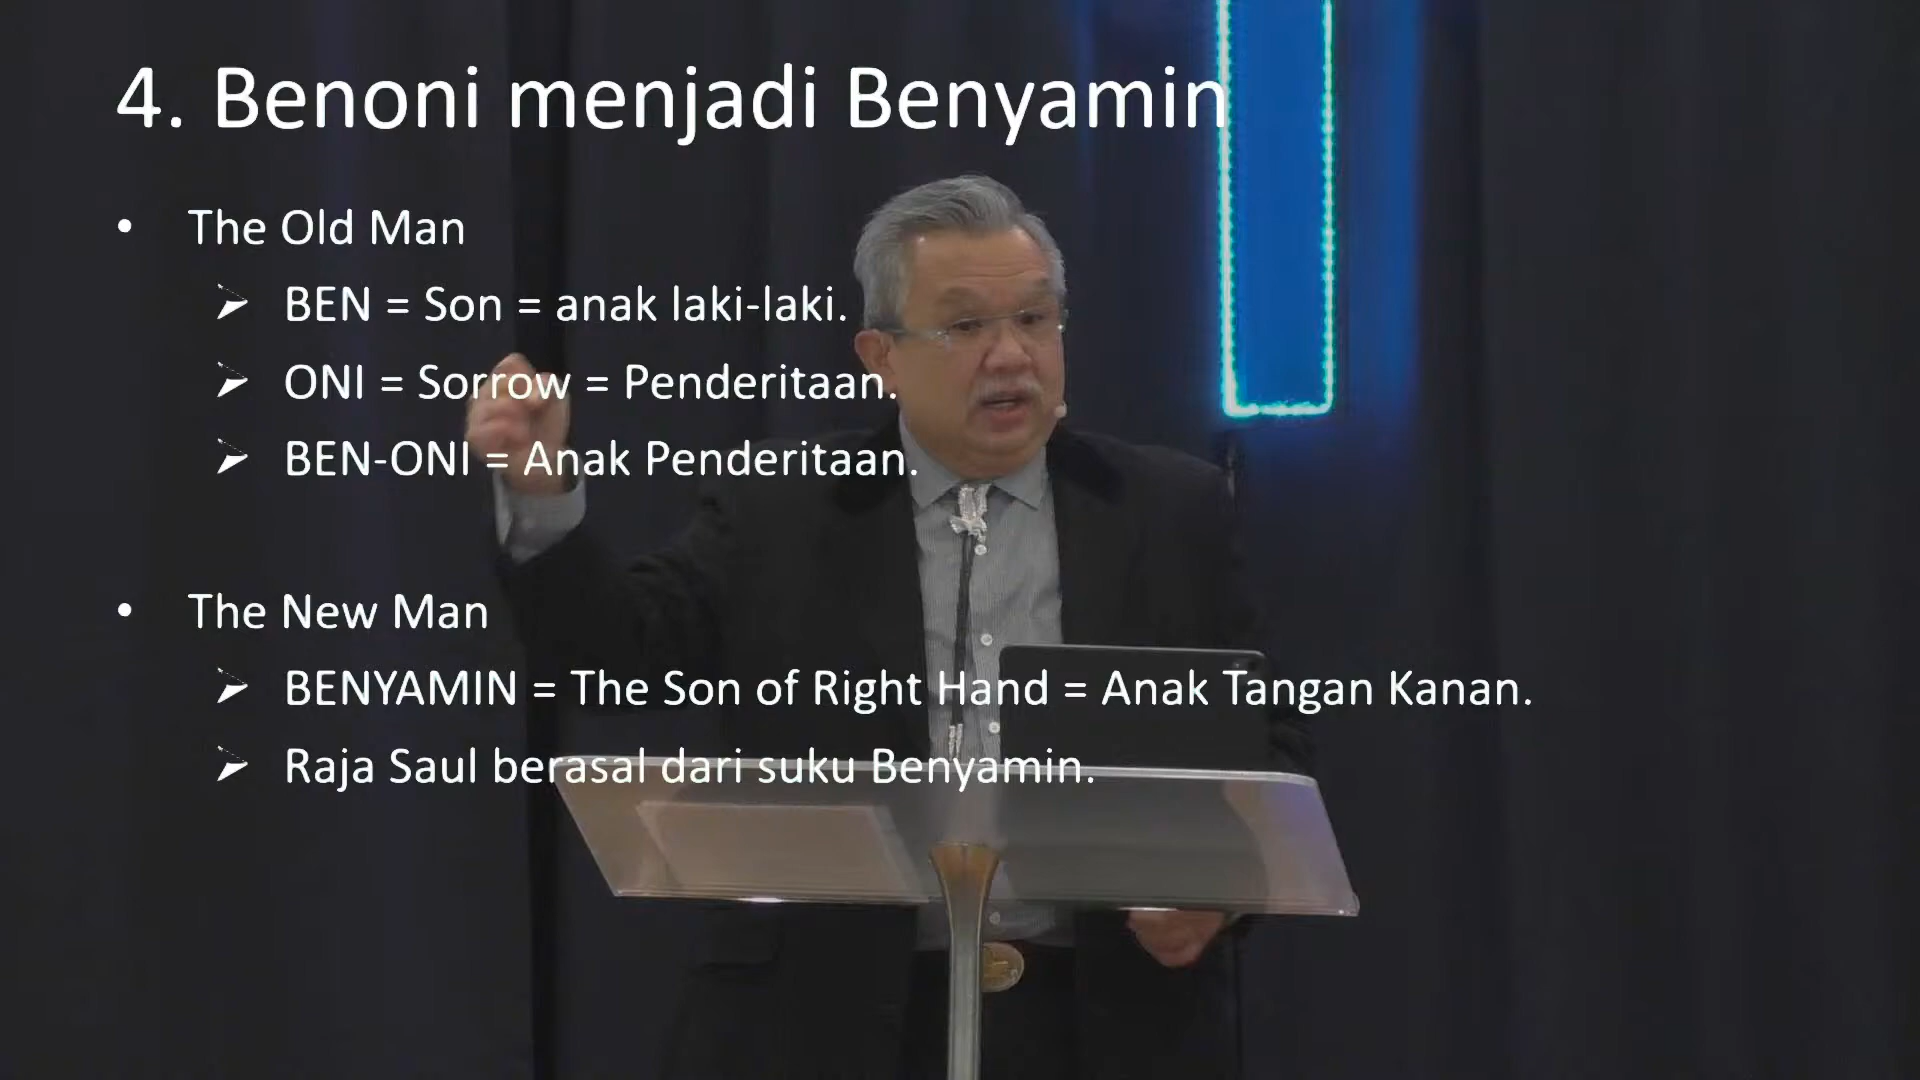 4. Benoni menjadi Benyamin
• The Old Man
➢ BEN = Son = anak laki-laki.
➢ ONI = Sorrow = Penderitaan.
➢ BEN-ONI = Anak Penderitaan.
• The New Man
➢ BENYAMIN = The Son of Right Hand = Anak Tangan Kanan.
➢ Raja Saul berasal dari suku Benyamin.